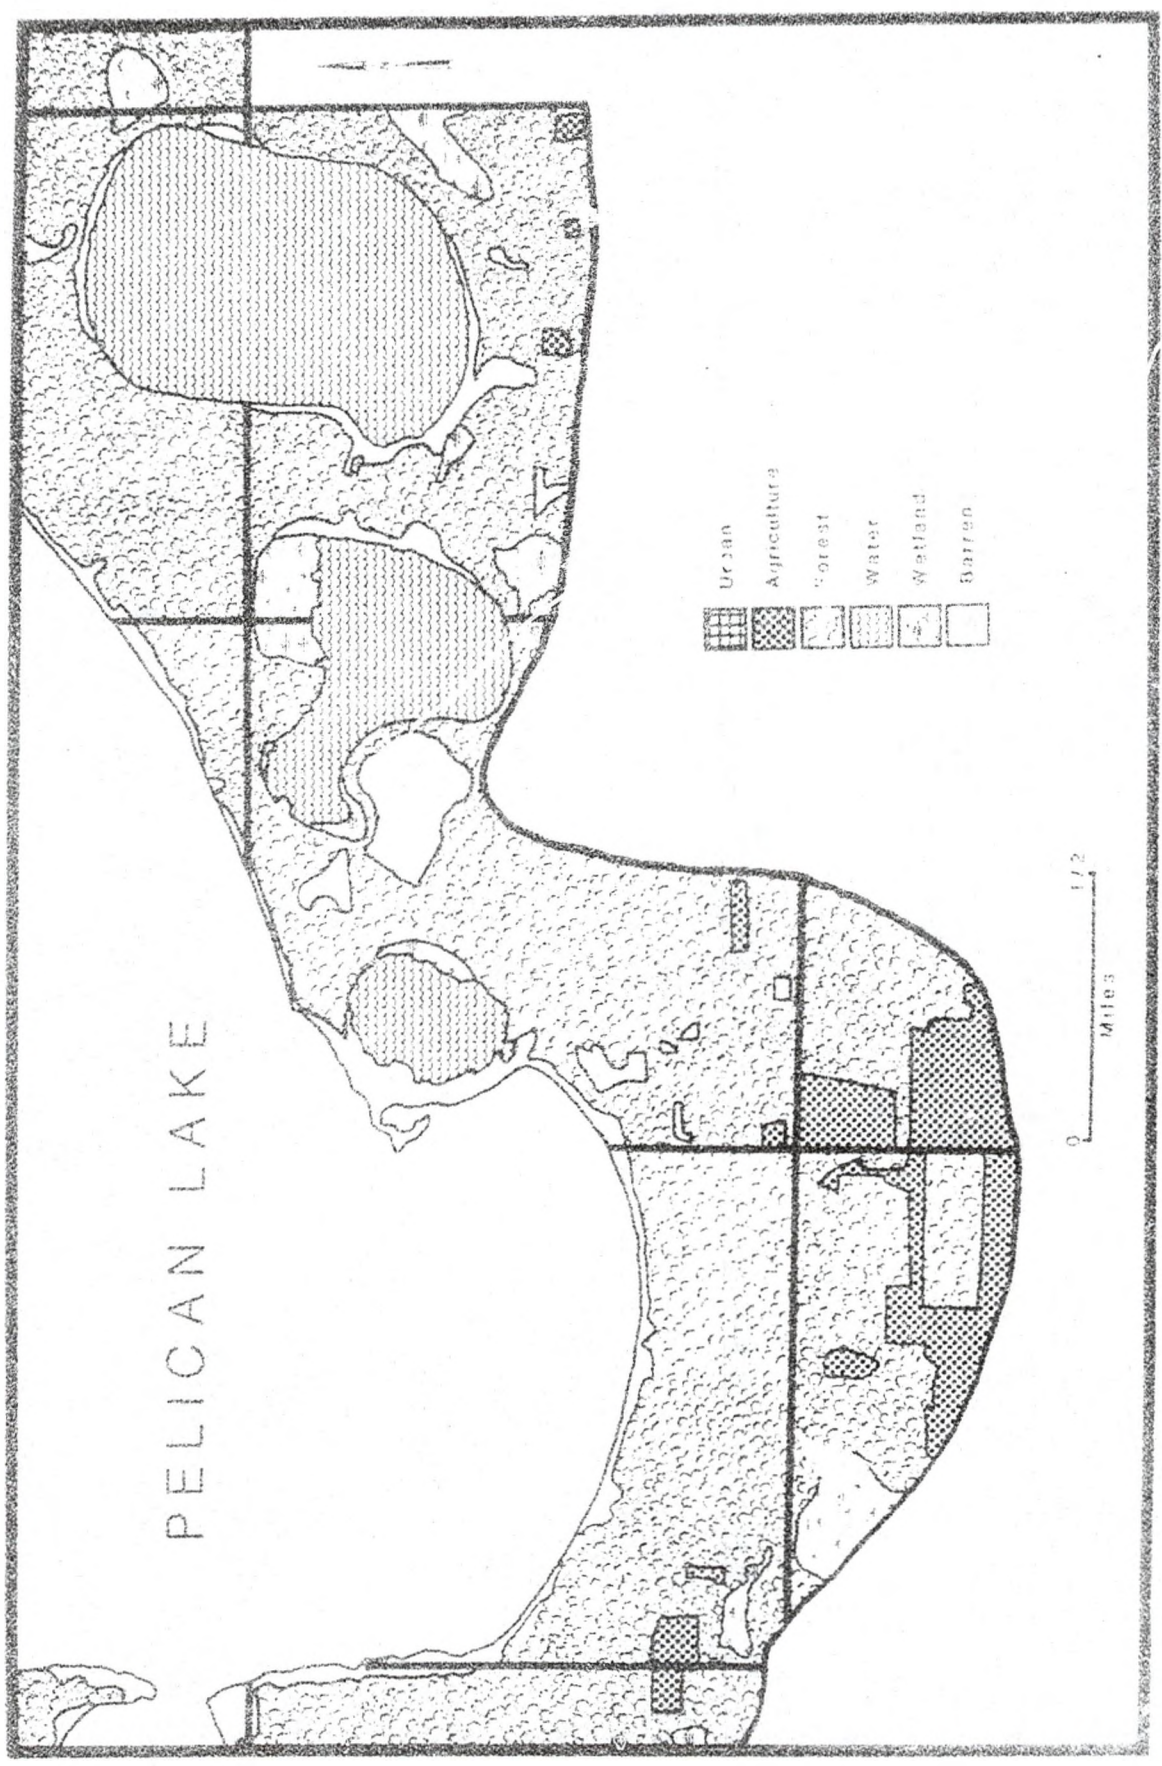 PELICAN LAKE
Urban
Agriculture
Forest
Water
Wetland
Barren
0 1/2
Miles